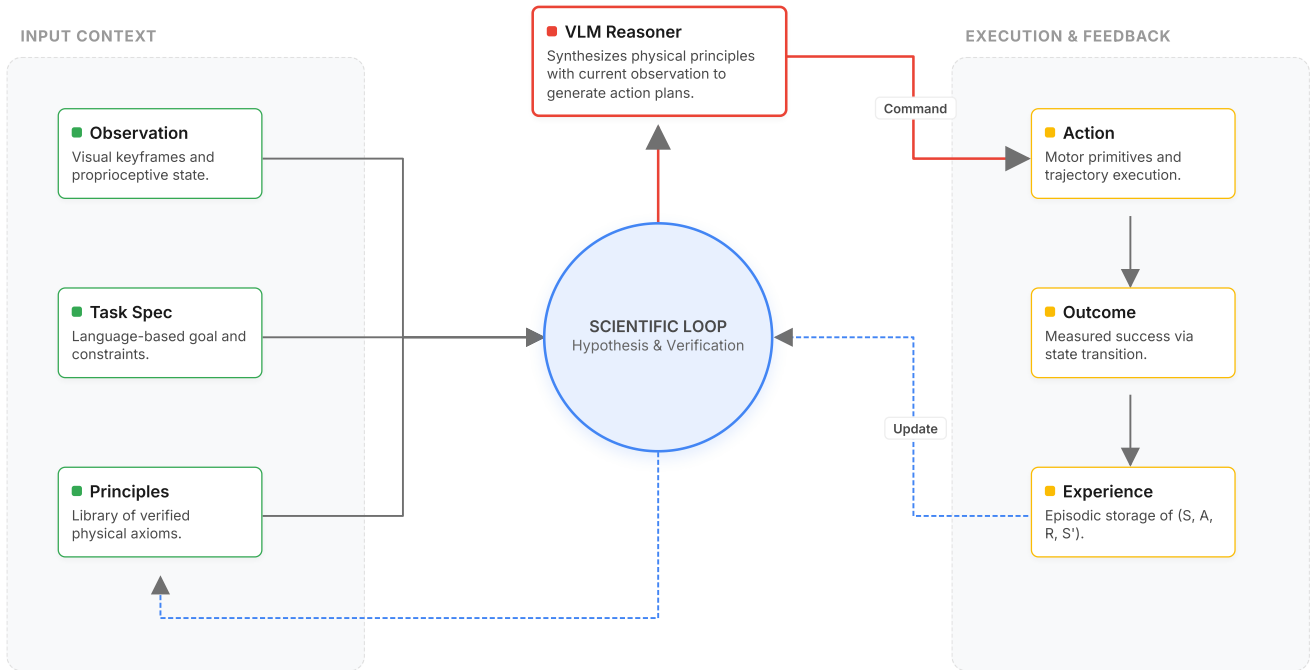 INPUT CONTEXT
Observation
Visual keyframes and
proprioceptive state.
Task Spec
Language-based goal and
constraints.
Principles
Library of verified
physical axioms.
VLM Reasoner
Synthesizes physical principles
with current observation to
generate action plans.
SCIENTIFIC LOOP
Hypothesis & Verification
Command
Update
EXECUTION & FEEDBACK
Action
Motor primitives and
trajectory execution.
Outcome
Measured success via
state transition.
Experience
Episodic storage of (S, A,
R, S').